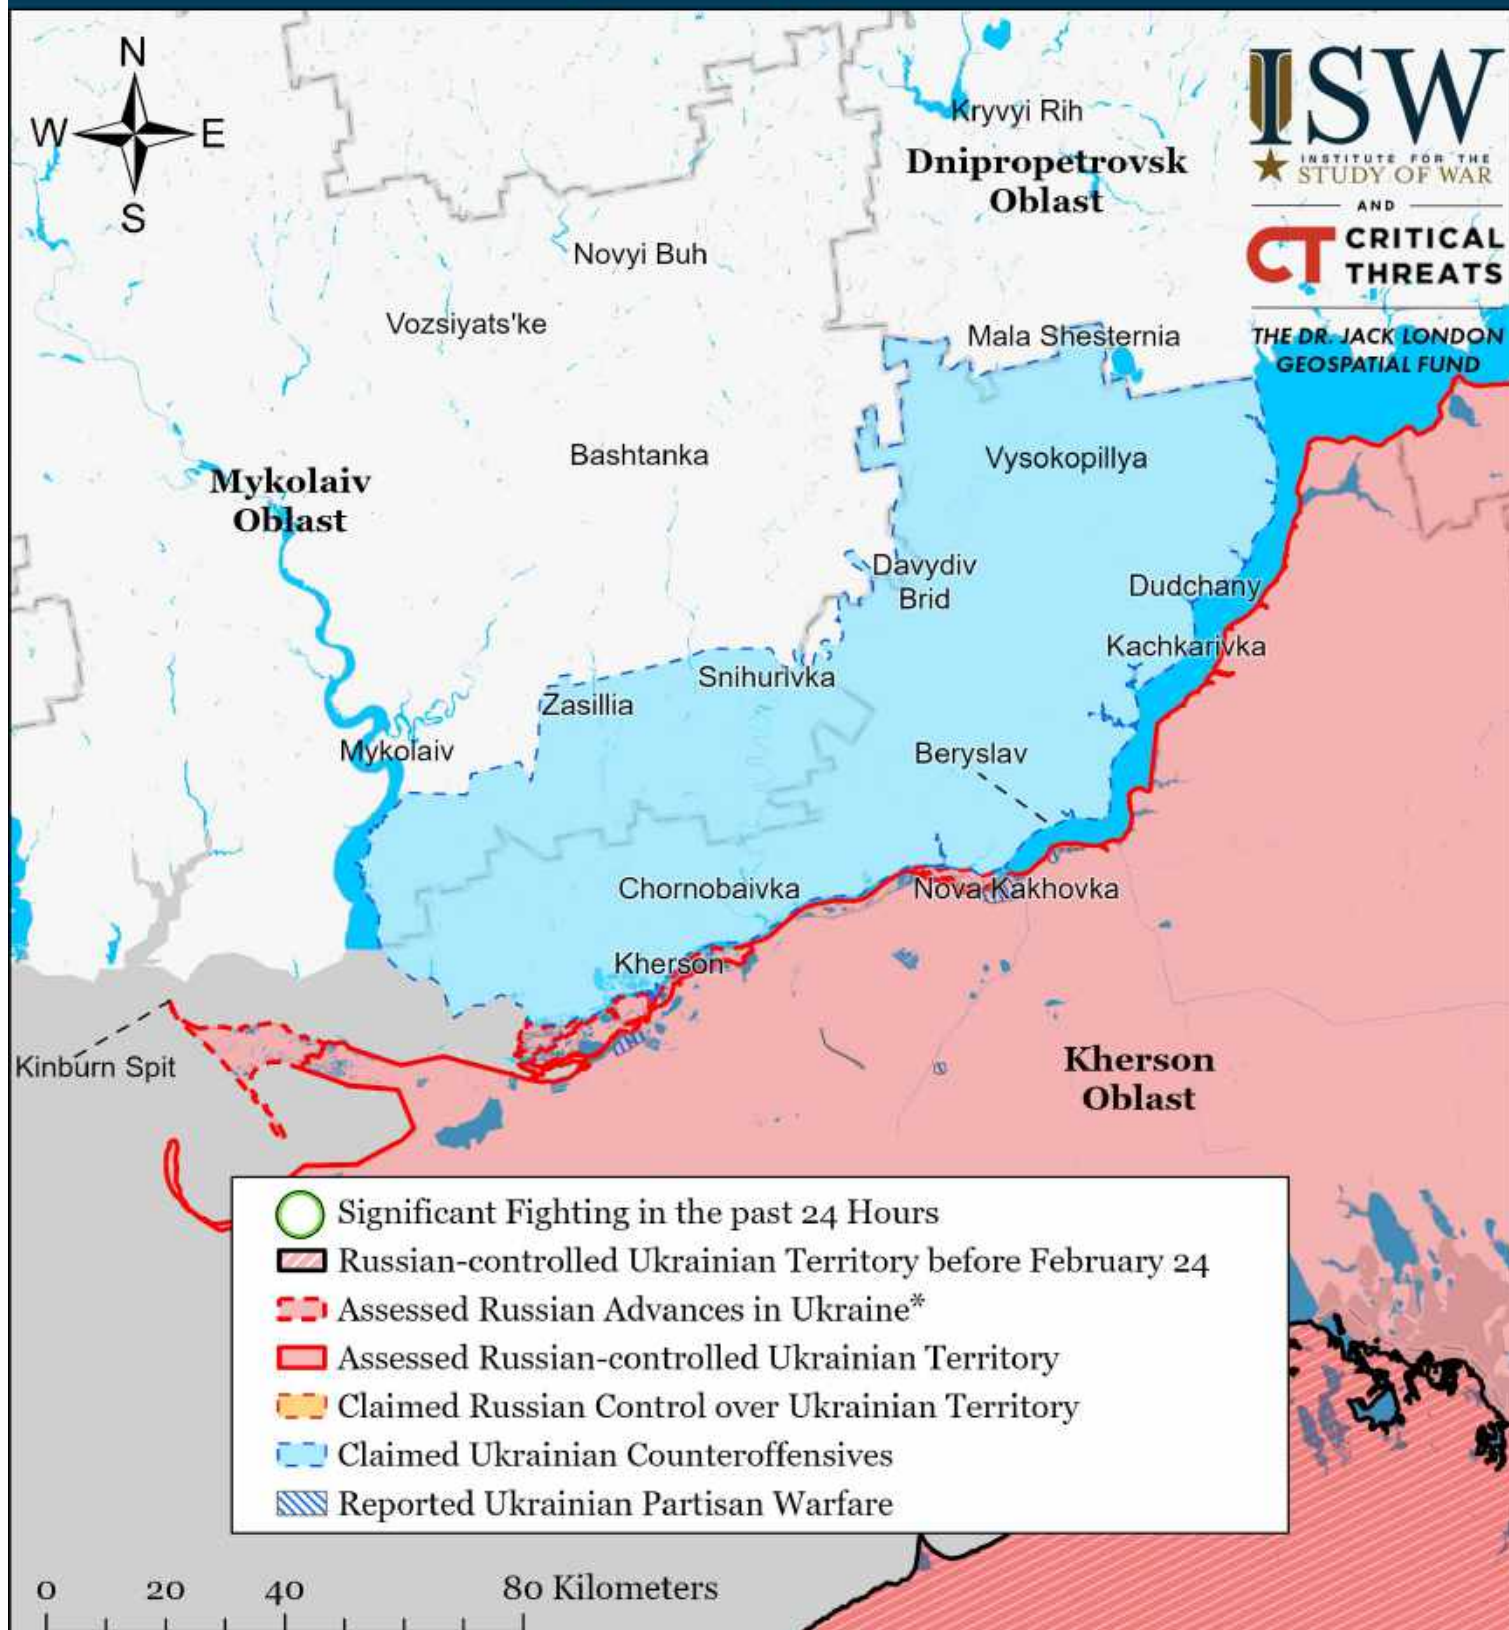 N
W
E
S
ISW
INSTITUTE FOR THE
STUDY OF WAR
AND
CT CRITICAL
THREATS
THE DR. JACK LONDON
GEOSPATIAL FUND
Kryvyi Rih
Dnipropetrovsk
Oblast
Novyi Buh
Vozsiyats'ke
Mala Shesternia
Bashtanka
Vysokopillya
Mykolaiv
Oblast
Davydiv
Brid
Dudchany
Kachkarivka
Snihurivka
Zasillia
Mykolaiv
Beryslav
Chornobaivka
Nova Kakhovka
Kherson
Kinburn Spit
Kherson
Oblast
Significant Fighting in the past 24 Hours
Russian-controlled Ukrainian Territory before February 24
Assessed Russian Advances in Ukraine*
Assessed Russian-controlled Ukrainian Territory
Claimed Russian Control over Ukrainian Territory
Claimed Ukrainian Counteroffensives
Reported Ukrainian Partisan Warfare
0 20 40 80 Kilometers